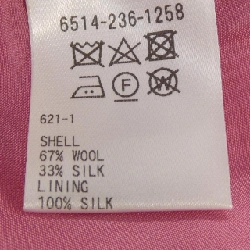 6514-236-1258
621-1
SHELL
67% WOOL
33% SILK
LINING
100% SILK